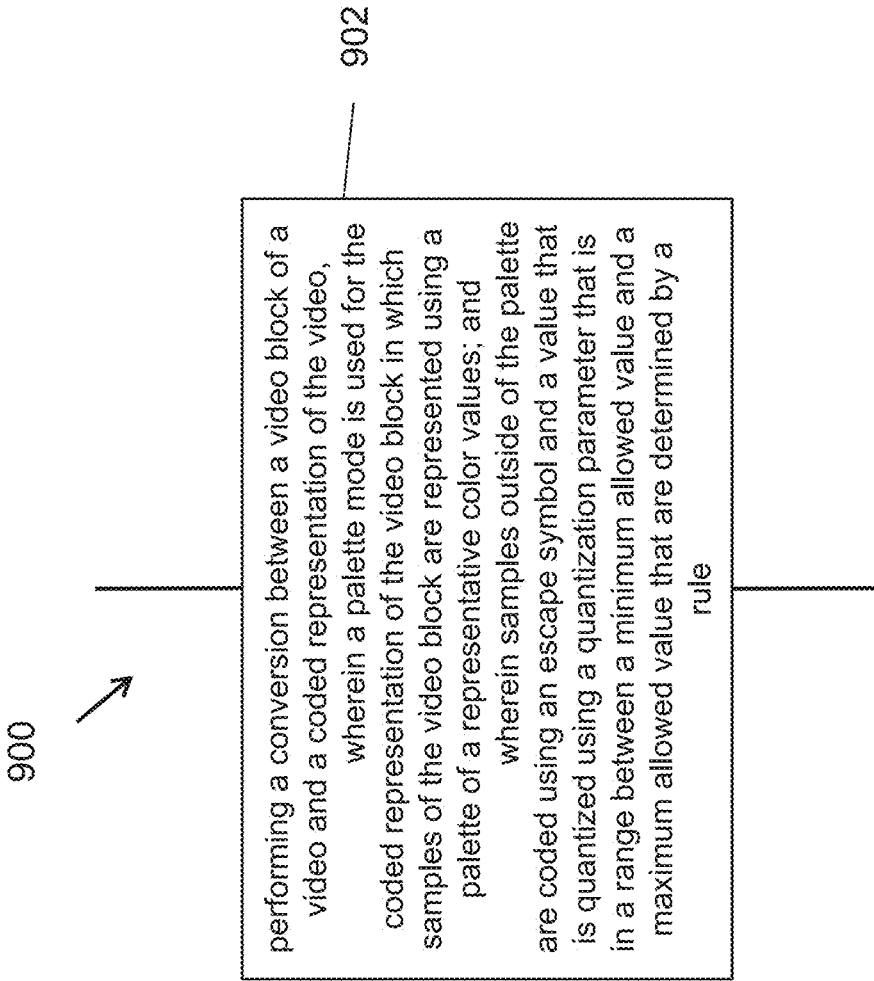 900
902
performing a conversion between a video block of a
video and a coded representation of the video,
wherein a palette mode is used for the
coded representation of the video block in which
samples of the video block are represented using a
palette of a representative color values; and
wherein samples outside of the palette
are coded using an escape symbol and a value that
is quantized using a quantization parameter that is
in a range between a minimum allowed value and a
maximum allowed value that are determined by a
rule